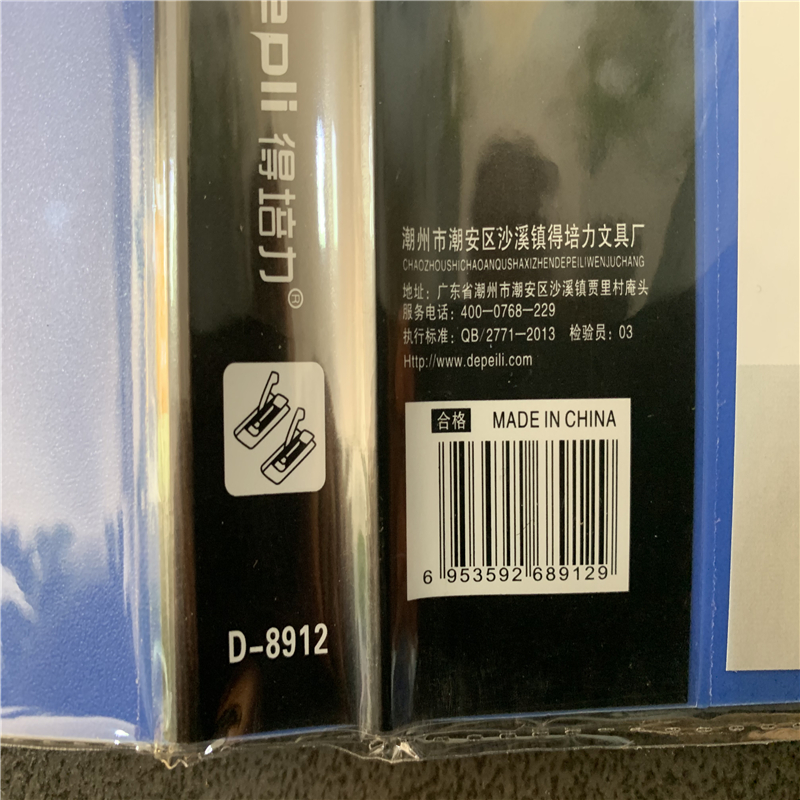 depli 得培力®
D-8912
潮州市潮安区沙溪镇得培力文具厂
CHAOZHOUSHICHAOANQUSHAXIZHENDEPEILIWENJUCHANG
地址：广东省潮州市潮安区沙溪镇贾里村庵头
服务电话：400-0768-229
执行标准：QB/2771-2013 检验员：03
Http://www.depeili.com
合格 MADE IN CHINA
6 953592 689129